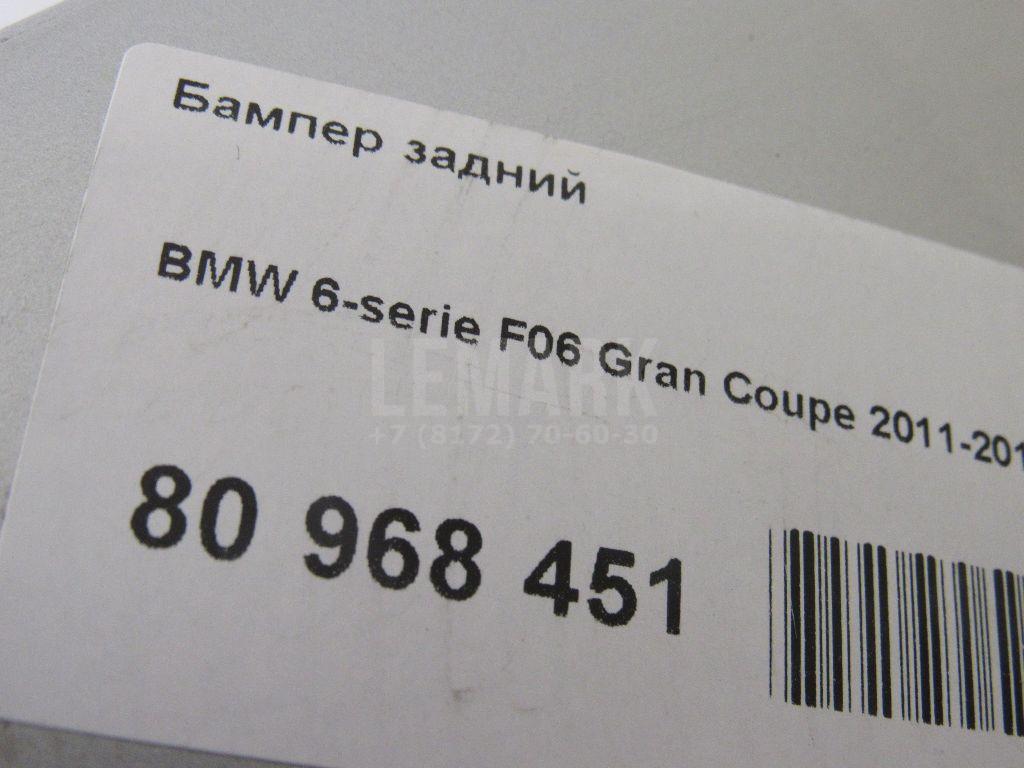 Бампер задний
BMW 6-serie F06 Gran Coupe 2011-201
LEMARK
+7 (8172) 70-60-30
80 968 451